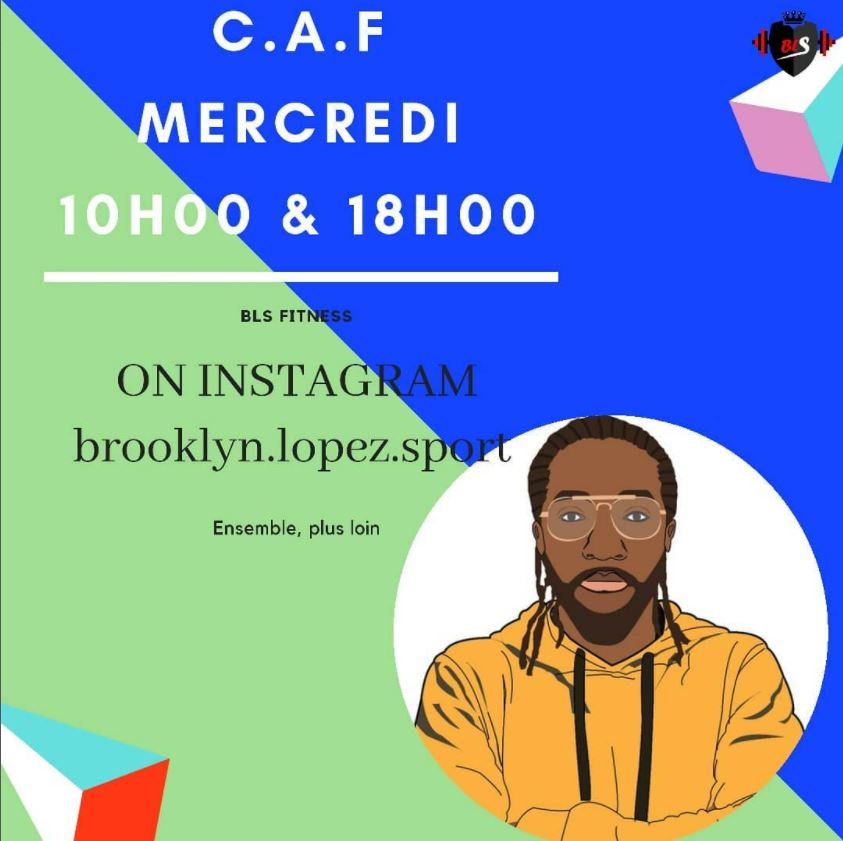 C.A.F
BLS
MERCREDI
10H00 & 18H00
BLS FITNESS
ON INSTAGRAM
brooklyn.lopez.sport
Ensemble, plus loin